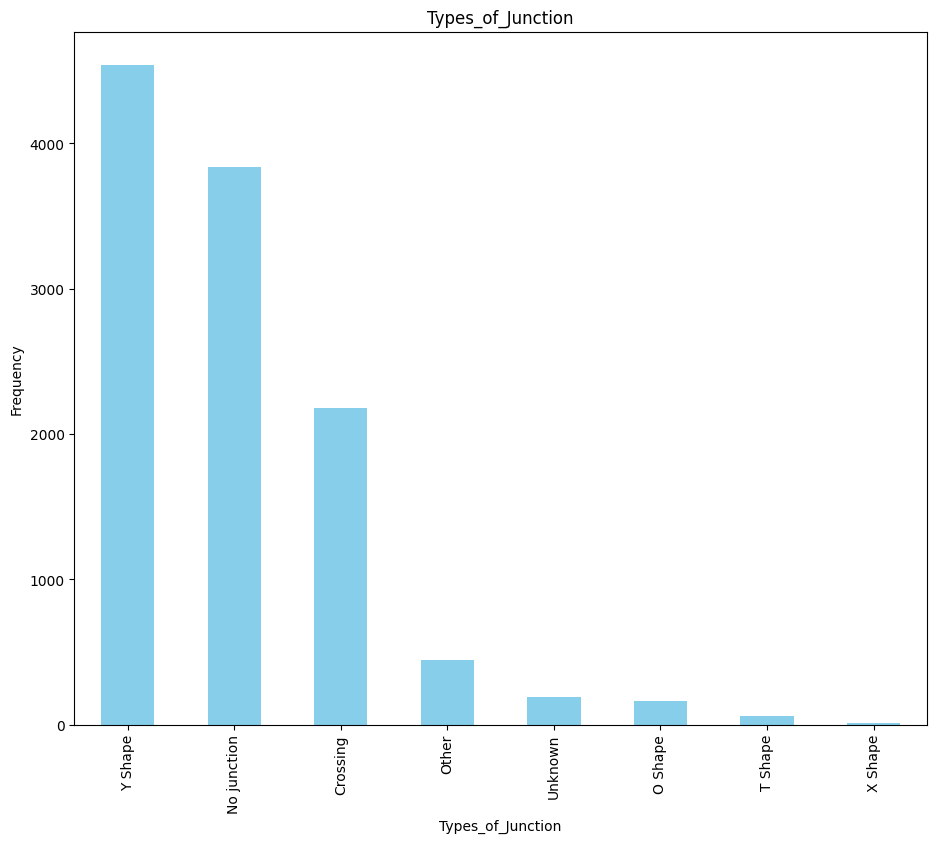 Types_of_Junction
Frequency
4000
3000
2000
1000
0
Y Shape
No junction
Crossing
Other
Unknown
O Shape
T Shape
X Shape
Types_of_Junction